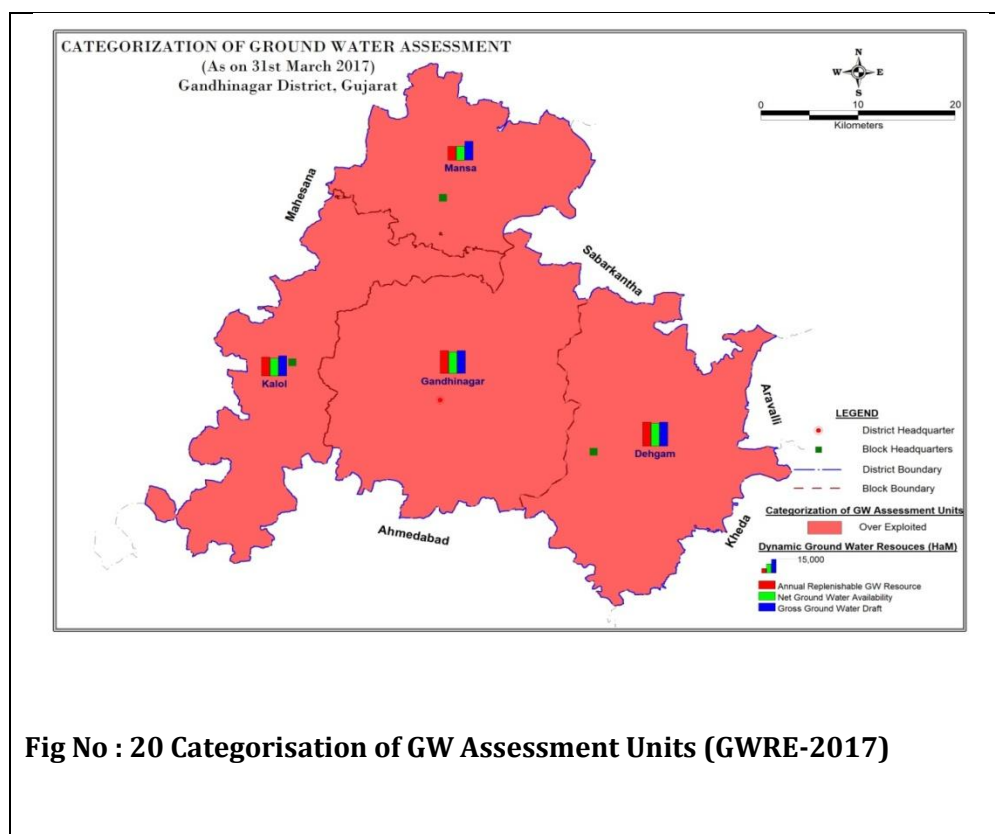 CATEGORIZATION OF GROUND WATER ASSESSMENT
(As on 31st March 2017)
Gandhinagar District, Gujarat
N
W E
S
0 10 20
Kilometers
Mansa
Mahesana
Sabarkantha
Kalol
Gandhinagar
Dehgam
Aravalli
Kheda
Ahmedabad
LEGEND
District Headquarter
Block Headquarters
District Boundary
Block Boundary
Categorization of GW Assessment Units
Over Exploited
Dynamic Ground Water Resouces (HaM)
15,000
Annual Replenishable GW Resource
Net Ground Water Availability
Gross Ground Water Draft
Fig No : 20 Categorisation of GW Assessment Units (GWRE-2017)